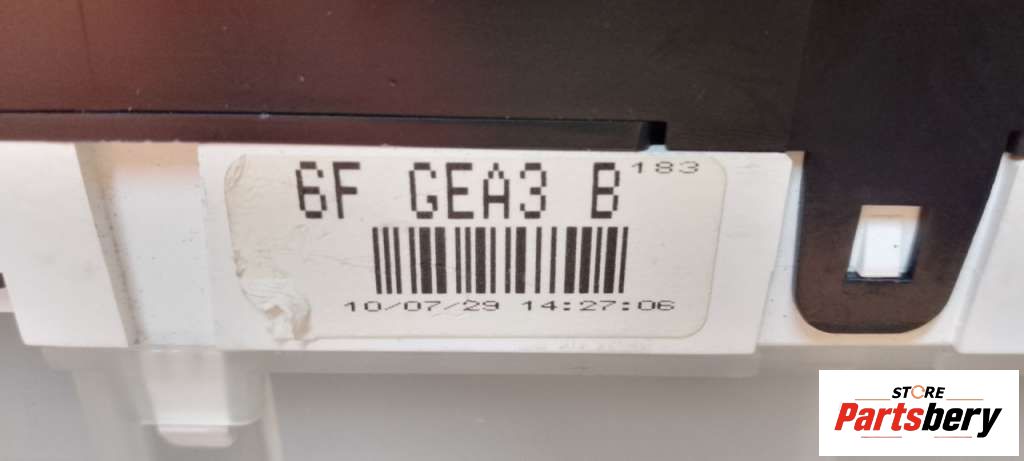 6F GEA3 B 183
10/07/29 14:27:06
STORE
Partsbery